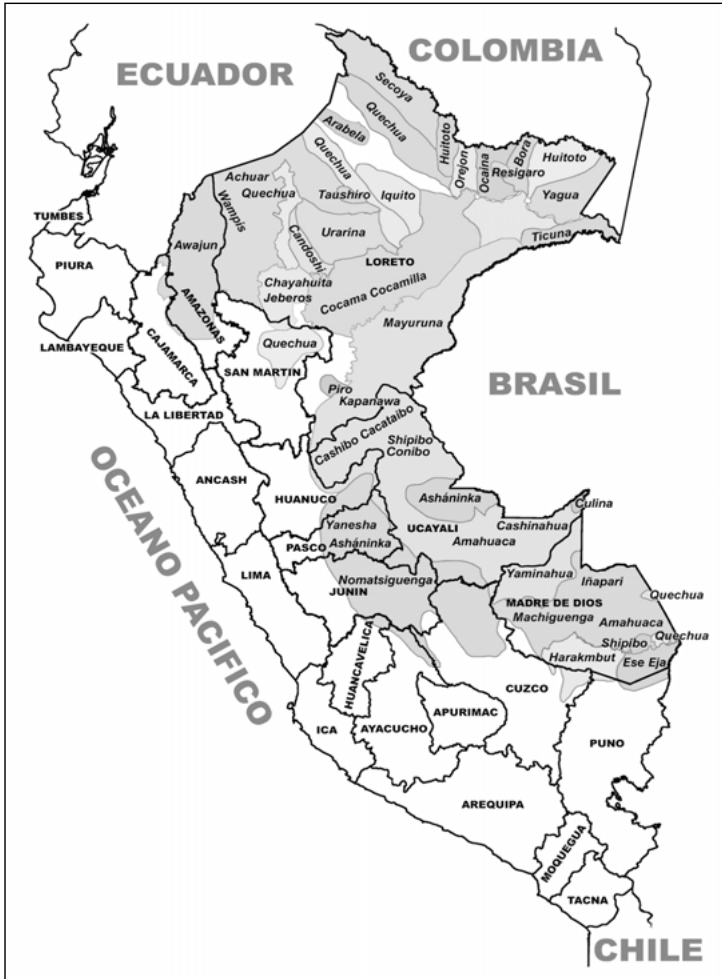 COLOMBIA
ECUADOR
Secoya
Quechua
Arabela
Huitoto
Orejon
Ocaina
Bora
Resigaro
Huitoto
Yagua
Quechua
Achuar
Quechua
Wampis
Taushiro
Iquito
Ticuna
TUMBES
Awajun
Urarina
Candoshi
LORETO
PIURA
Chayahuita
Jeberos
Cocama Cocamilla
AMAZONAS
Mayuruna
CAJAMARCA
LAMBAYEQUE
Quechua
SAN MARTIN
BRASIL
Piro
Kapanawa
LA LIBERTAD
Cashibo Cacataibo
Shipibo
Conibo
OCEANO PACIFICO
ANCASH
HUANUCO
Asháninka
Culina
Yanesha
UCAYALI
Cashinahua
PASCO
Asháninka
Amahuaca
LIMA
Nomatsiguenga
JUNIN
Yaminahua
Iñapari
Quechua
MADRE DE DIOS
Machiguenga
Amahuaca
Shipibo
Quechua
Harakmbut
Ese Eja
HUANCAVELICA
CUZCO
ICA
AYACUCHO
APURIMAC
PUNO
AREQUIPA
MOQUEGUA
TACNA
CHILE